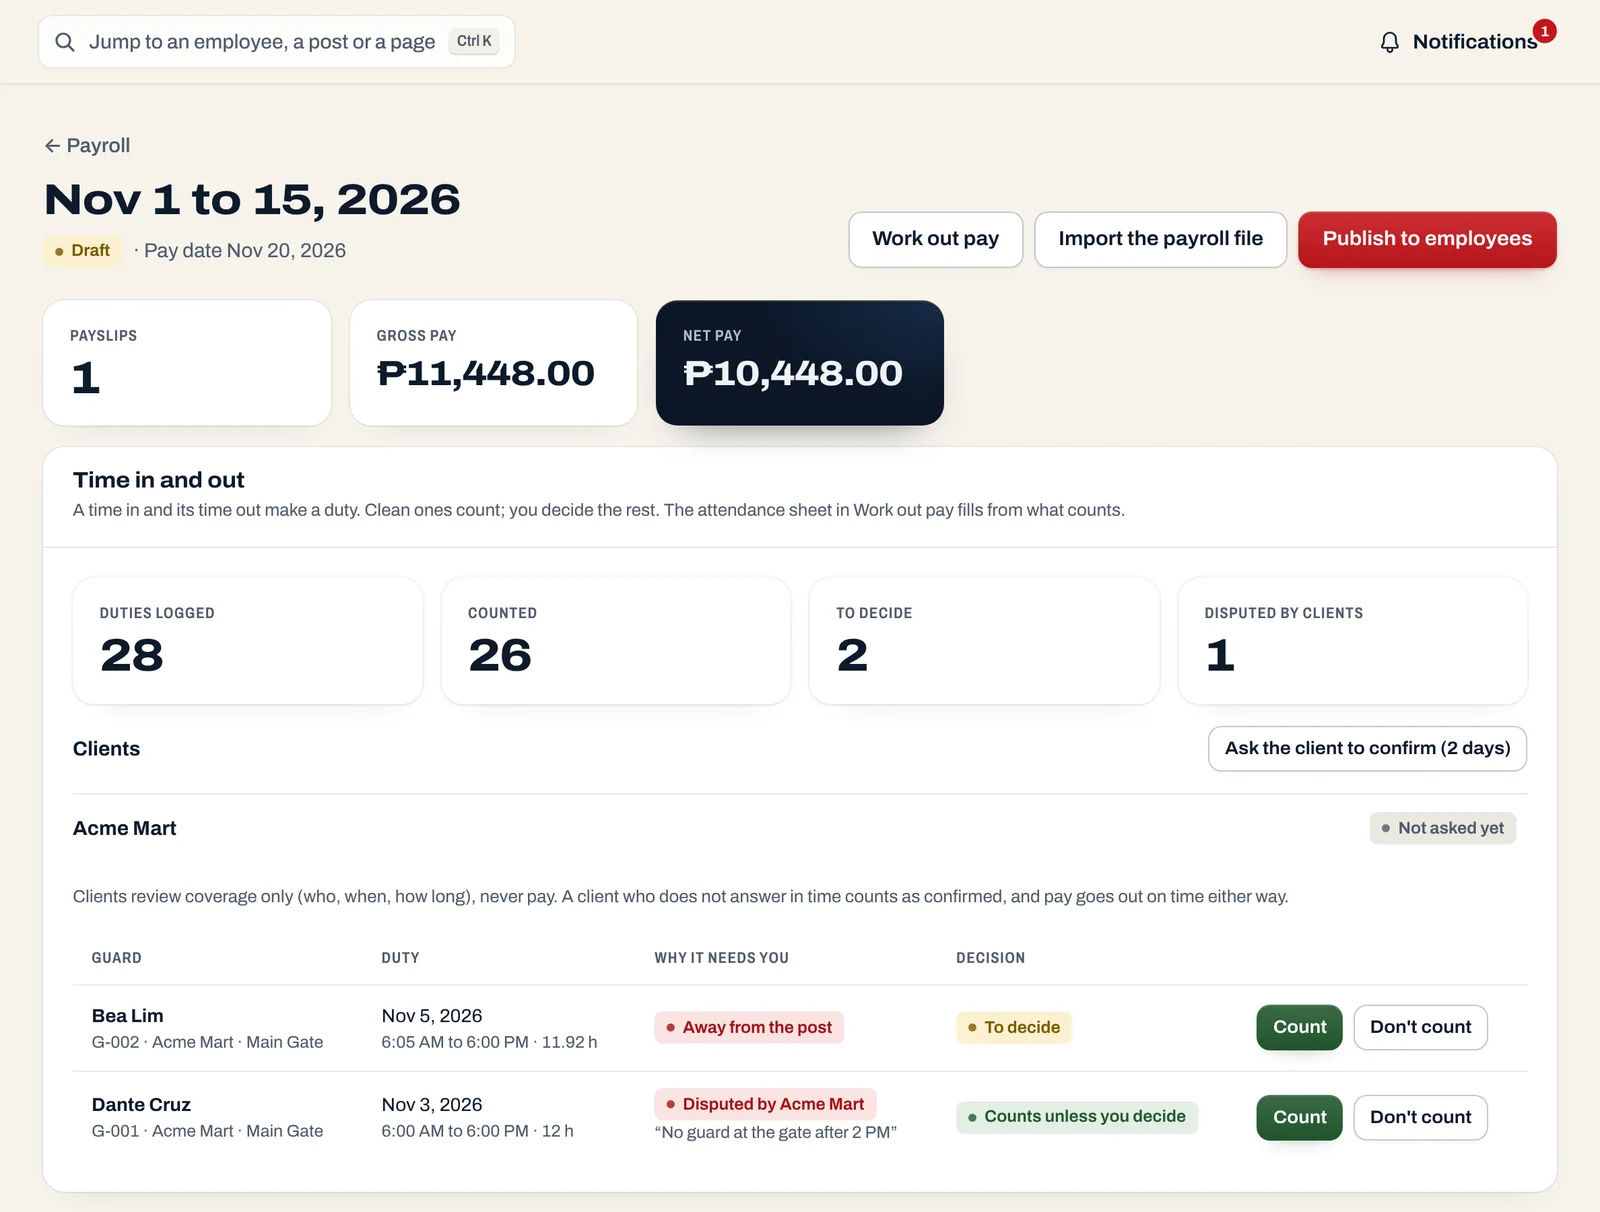 Jump to an employee, a post or a page Ctrl K
Notifications 1
← Payroll
Nov 1 to 15, 2026
Draft · Pay date Nov 20, 2026
Work out pay
Import the payroll file
Publish to employees
PAYSLIPS
1
GROSS PAY
₱11,448.00
NET PAY
₱10,448.00
Time in and out
A time in and its time out make a duty. Clean ones count; you decide the rest. The attendance sheet in Work out pay fills from what counts.
DUTIES LOGGED
28
COUNTED
26
TO DECIDE
2
DISPUTED BY CLIENTS
1
Clients
Ask the client to confirm (2 days)
Acme Mart
Not asked yet
Clients review coverage only (who, when, how long), never pay. A client who does not answer in time counts as confirmed, and pay goes out on time either way.
GUARD DUTY WHY IT NEEDS YOU DECISION
Bea Lim
G-002 · Acme Mart · Main Gate
Nov 5, 2026
6:05 AM to 6:00 PM · 11.92 h
Away from the post
To decide
Count
Don't count
Dante Cruz
G-001 · Acme Mart · Main Gate
Nov 3, 2026
6:00 AM to 6:00 PM · 12 h
Disputed by Acme Mart
“No guard at the gate after 2 PM”
Counts unless you decide
Count
Don't count